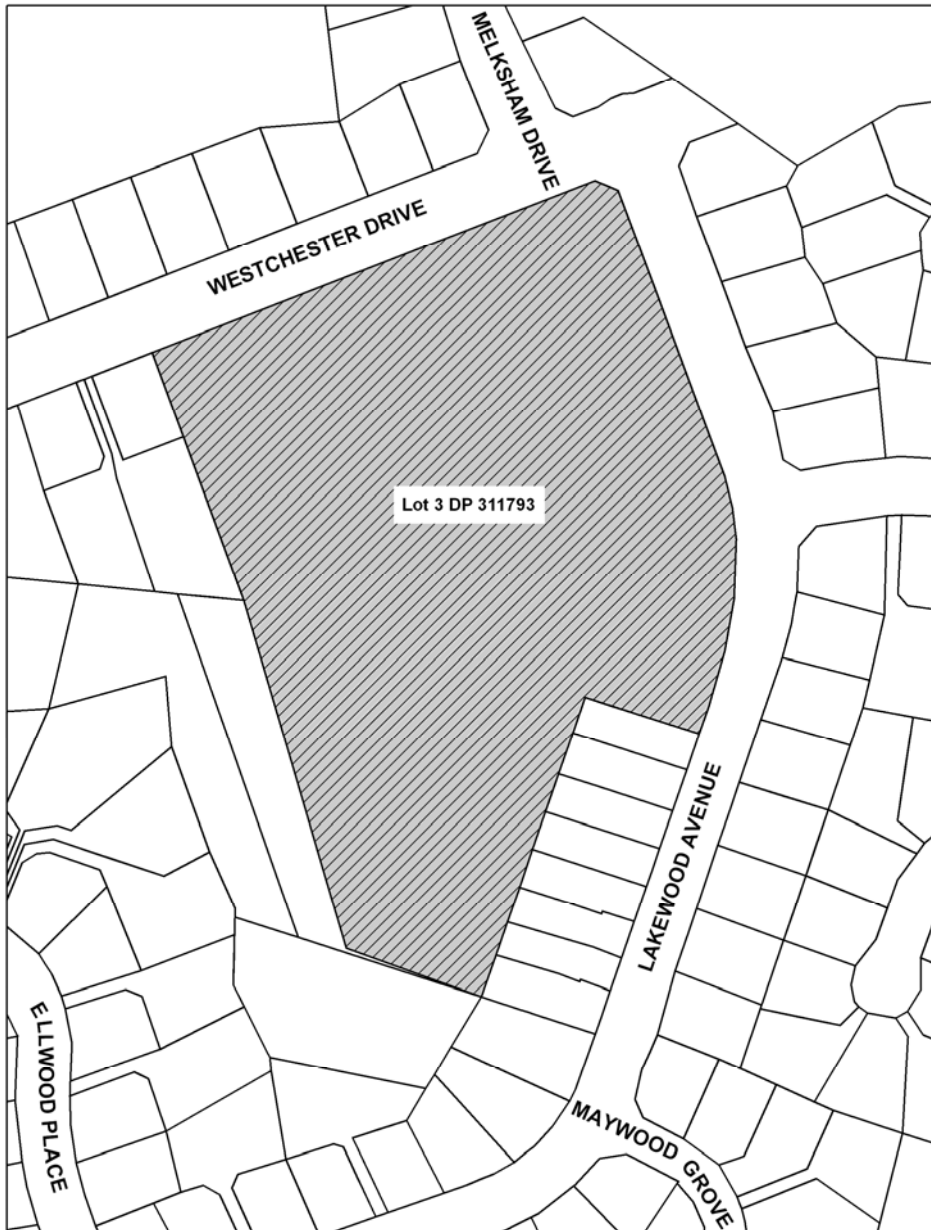 MELKSHAM DRIVE
WESTCHESTER DRIVE
Lot 3 DP 311793
LAKEWOOD AVENUE
ELLWOOD PLACE
MAYWOOD GROVE